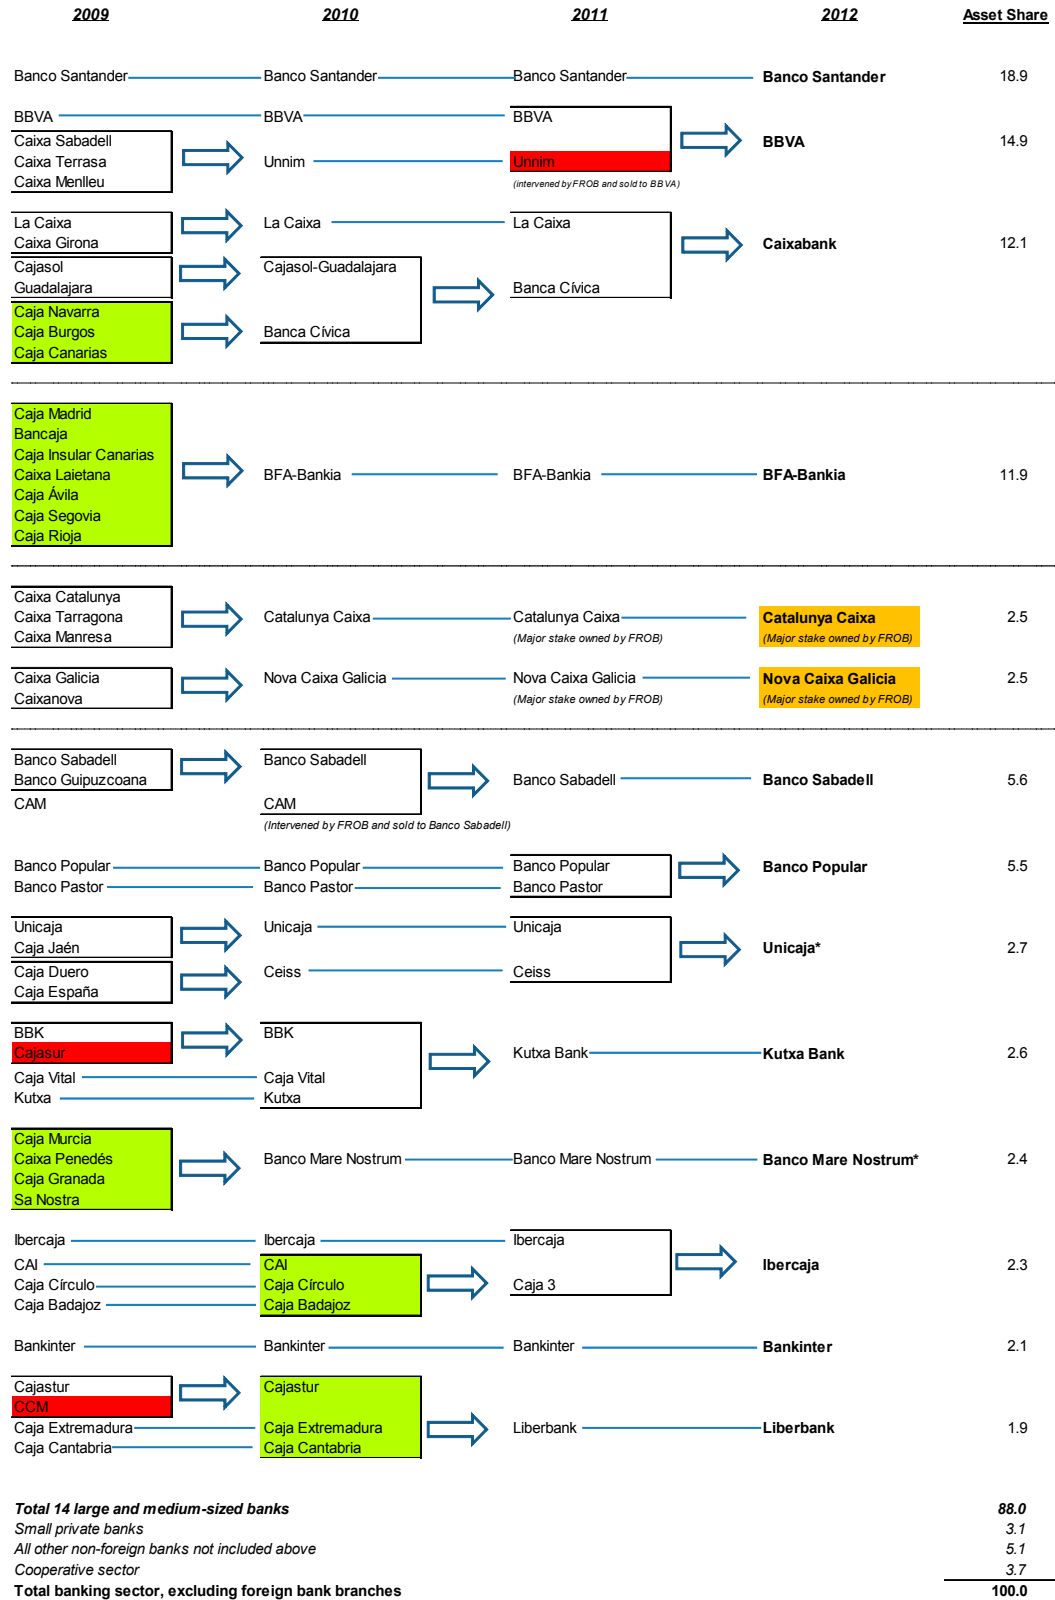 2009 2010 2011 2012 Asset Share
Banco Santander Banco Santander Banco Santander Banco Santander 18.9
BBVA BBVA BBVA
Caixa Sabadell
BBVA 14.9
Caixa Terrasa Unnim Unnim
Caixa Menlleu
(intervened by FROB and sold to BBVA)
La Caixa La Caixa La Caixa
Caixa Girona Caixabank 12.1
Cajasol Cajasol-Guadalajara
Guadalajara Banca Cívica
Caja Navarra
Caja Burgos Banca Cívica
Caja Canarias
Caja Madrid
Bancaja
Caja Insular Canarias
Caixa Laietana BFA-Bankia BFA-Bankia BFA-Bankia 11.9
Caja Ávila
Caja Segovia
Caja Rioja
Caixa Catalunya
Caixa Tarragona Catalunya Caixa Catalunya Caixa Catalunya Caixa 2.5
Caixa Manresa (Major stake owned by FROB) (Major stake owned by FROB)
Caixa Galicia Nova Caixa Galicia Nova Caixa Galicia Nova Caixa Galicia 2.5
Caixanova (Major stake owned by FROB) (Major stake owned by FROB)
Banco Sabadell Banco Sabadell
Banco Guipuzcoana Banco Sabadell Banco Sabadell 5.6
CAM CAM
(Intervened by FROB and sold to Banco Sabadell)
Banco Popular Banco Popular Banco Popular Banco Popular 5.5
Banco Pastor Banco Pastor Banco Pastor
Unicaja Unicaja Unicaja
Caja Jaén Unicaja* 2.7
Caja Duero Ceiss Ceiss
Caja España
BBK BBK
Cajasur Kutxa Bank Kutxa Bank 2.6
Caja Vital Caja Vital
Kutxa Kutxa
Caja Murcia
Caixa Penedés Banco Mare Nostrum Banco Mare Nostrum Banco Mare Nostrum* 2.4
Caja Granada
Sa Nostra
Ibercaja Ibercaja Ibercaja
CAI CAI Ibercaja 2.3
Caja Círculo Caja Círculo Caja 3
Caja Badajoz Caja Badajoz
Bankinter Bankinter Bankinter Bankinter 2.1
Cajastur Cajastur
CCM
Caja Extremadura Caja Extremadura Liberbank Liberbank 1.9
Caja Cantabria Caja Cantabria
Total 14 large and medium-sized banks 88.0
Small private banks 3.1
All other non-foreign banks not included above 5.1
Cooperative sector 3.7
Total banking sector, excluding foreign bank branches 100.0